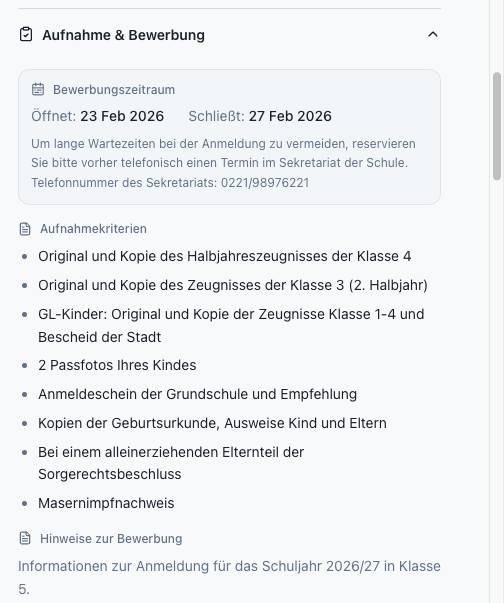 Aufnahme & Bewerbung
Bewerbungszeitraum
Öffnet: 23 Feb 2026 Schließt: 27 Feb 2026
Um lange Wartezeiten bei der Anmeldung zu vermeiden, reservieren
Sie bitte vorher telefonisch einen Termin im Sekretariat der Schule.
Telefonnummer des Sekretariats: 0221/98976221
Aufnahmekriterien
• Original und Kopie des Halbjahreszeugnisses der Klasse 4
• Original und Kopie des Zeugnisses der Klasse 3 (2. Halbjahr)
• GL-Kinder: Original und Kopie der Zeugnisse Klasse 1-4 und
Bescheid der Stadt
• 2 Passfotos Ihres Kindes
• Anmeldeschein der Grundschule und Empfehlung
• Kopien der Geburtsurkunde, Ausweise Kind und Eltern
• Bei einem alleinerziehenden Elternteil der
Sorgerechtsbeschluss
• Masernimpfnachweis
Hinweise zur Bewerbung
Informationen zur Anmeldung für das Schuljahr 2026/27 in Klasse
5.